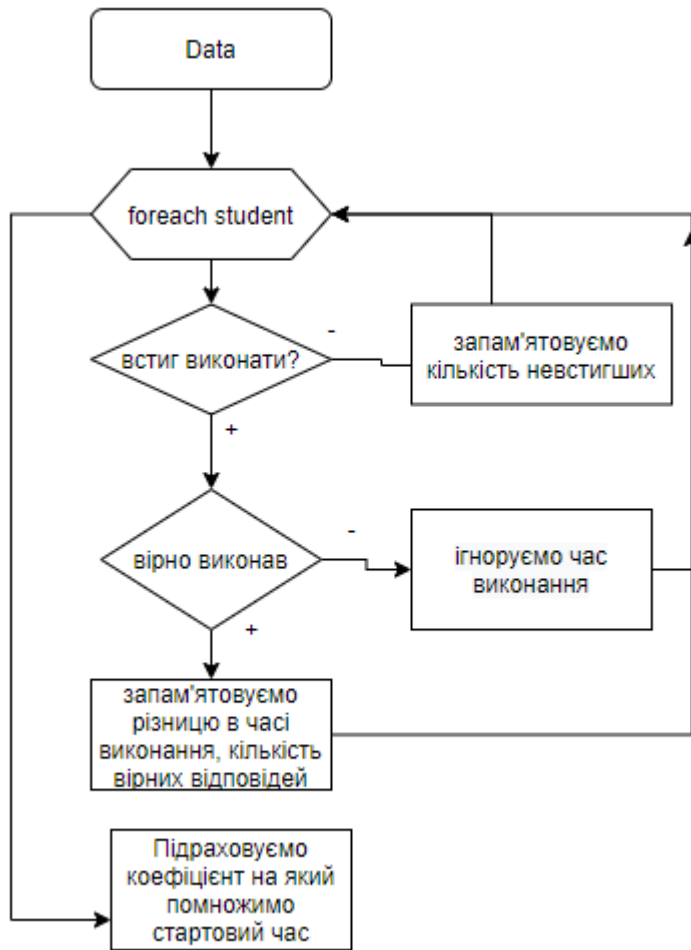 Data
foreach student
встиг виконати?
-
запам'ятовуємо
кількість невстигших
+
вірно виконав
-
ігноруємо час
виконання
+
запам'ятовуємо
різницю в часі
виконання, кількість
вірних відповідей
Підраховуємо
коефіцієнт на який
помножимо
стартовий час